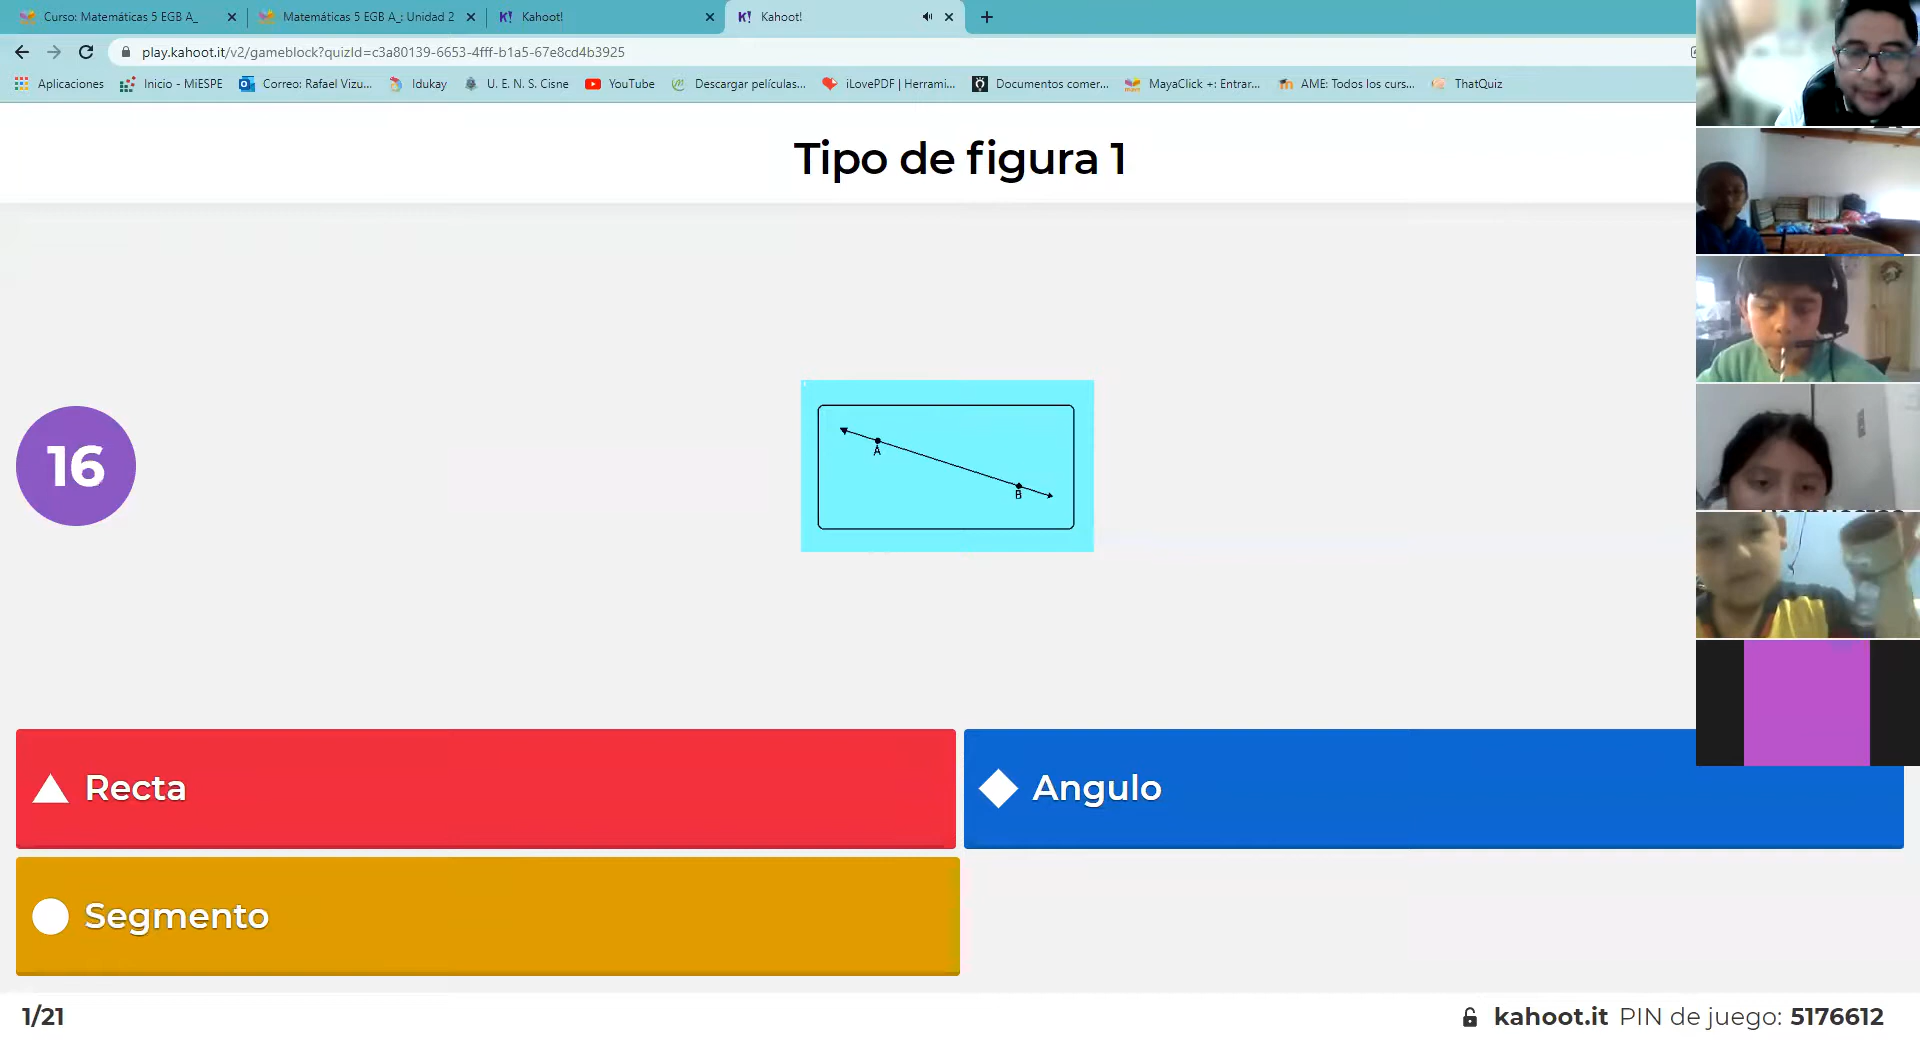 Curso: Matemáticas 5 EGB A_
Matemáticas 5 EGB A_: Unidad 2
K! Kahoot!
K! Kahoot!
play.kahoot.it/v2/gameblock?quizId=c3a80139-6653-4fff-b1a5-67e8cd4b3925
Aplicaciones
Inicio - MiESPE
Correo: Rafael Vizu...
Idukay
U. E. N. S. Cisne
YouTube
Descargar películas...
iLovePDF | Herrami...
Documentos comer...
MayaClick +: Entrar...
AME: Todos los curs...
ThatQuiz
Tipo de figura 1
16
A
B
Recta
Angulo
Segmento
1/21
kahoot.it PIN de juego: 5176612